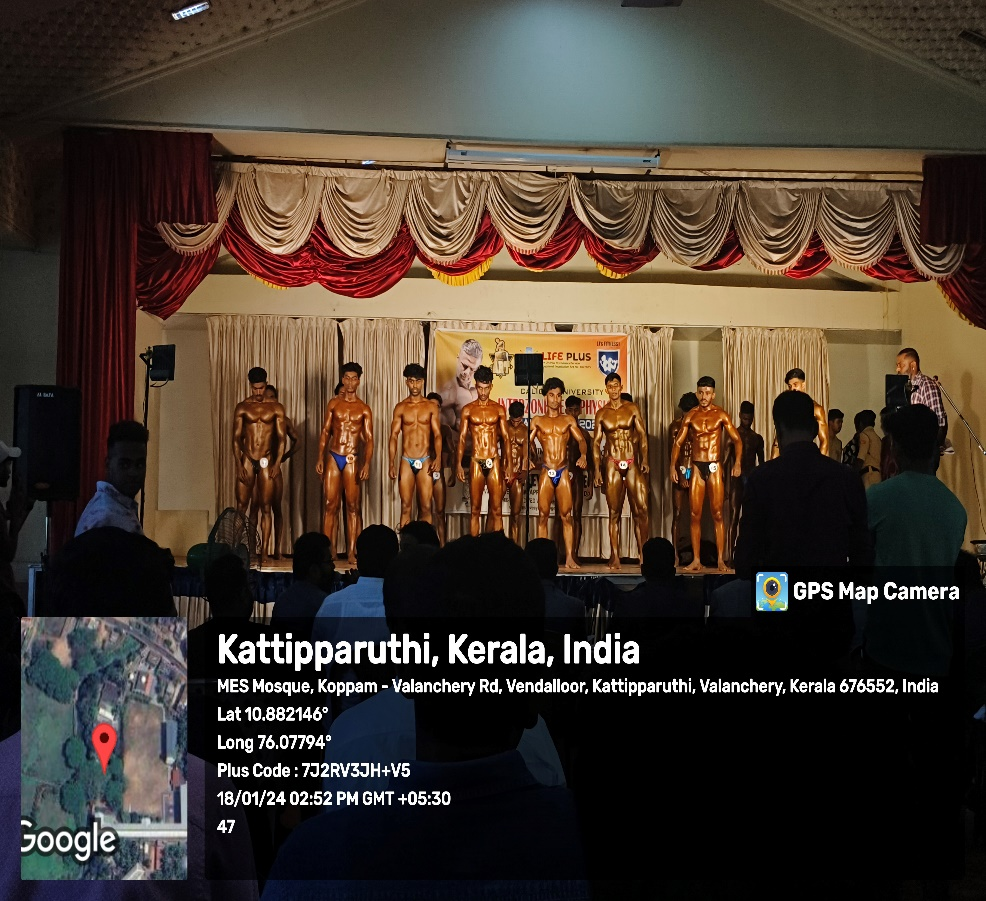 LIFE PLUS
GPS Map Camera
Kattipparuthi, Kerala, India
MES Mosque, Koppam - Valanchery Rd, Vendalloor, Kattipparuthi, Valanchery, Kerala 676552, India
Lat 10.882146°
Long 76.07794°
Plus Code : 7J2RV3JH+V5
18/01/24 02:52 PM GMT +05:30
47
Google